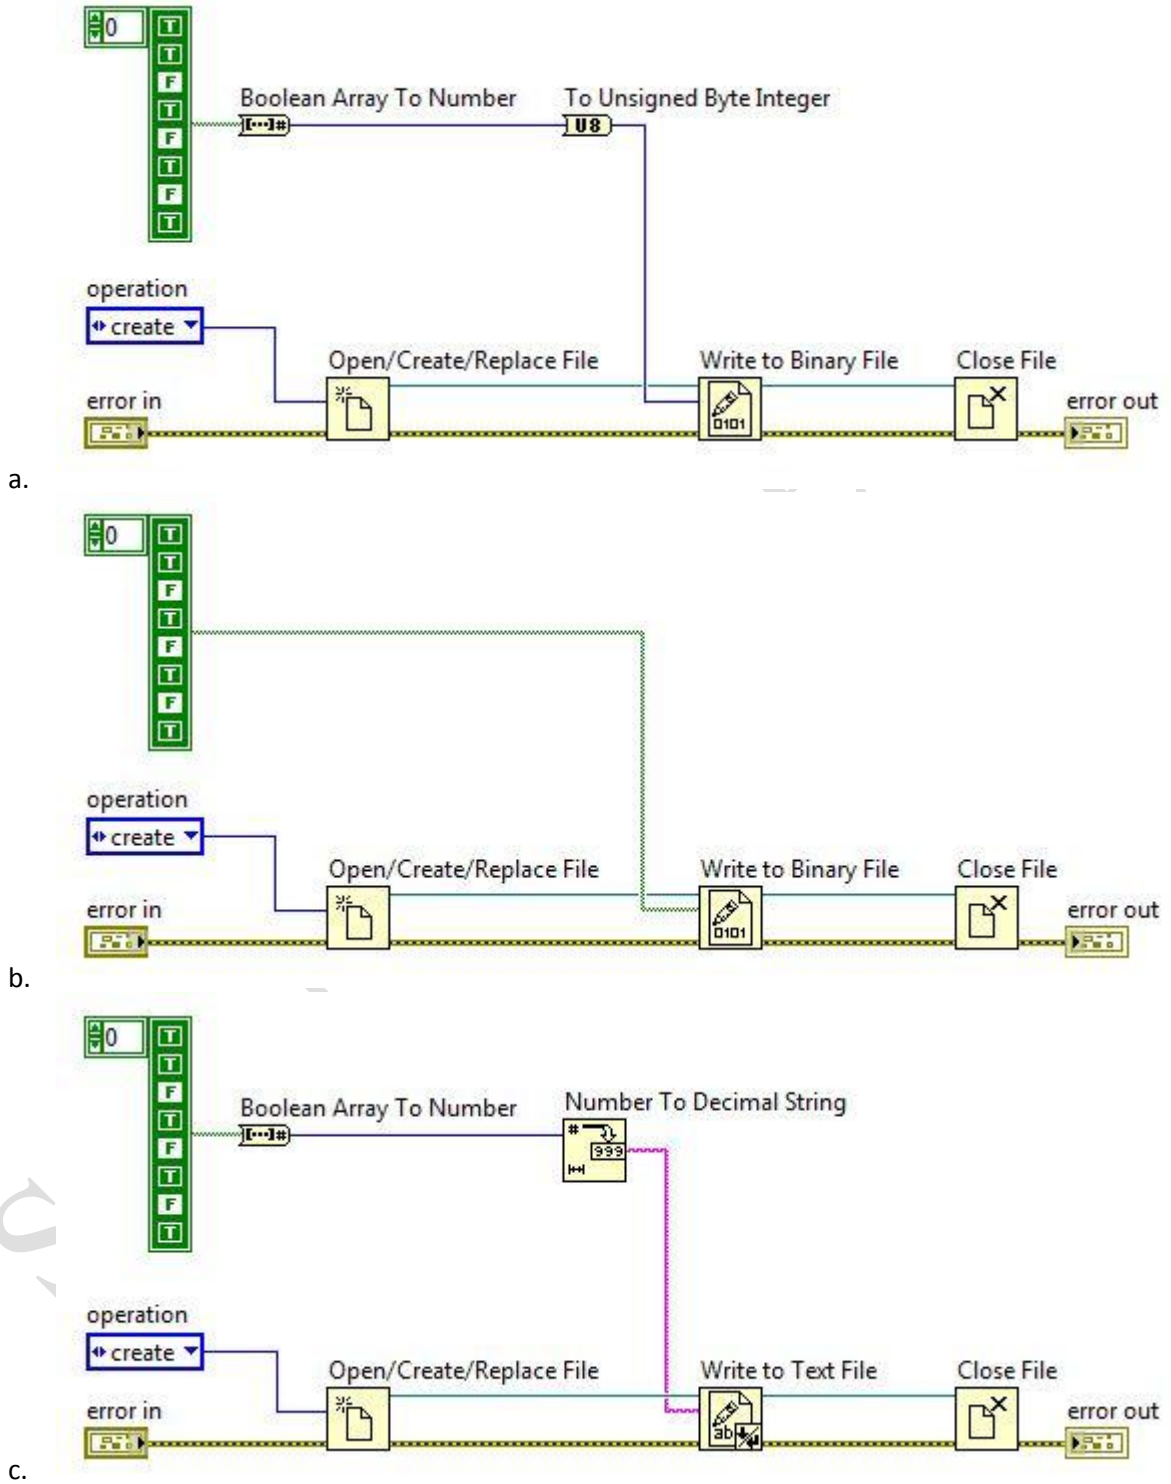 0
T
T
F
T
F
T
F
T
Boolean Array To Number To Unsigned Byte Integer
[...]# U8
operation
create
Open/Create/Replace File Write to Binary File Close File
error in error out
0101
a.
0
T
T
F
T
F
T
F
T
operation
create
Open/Create/Replace File Write to Binary File Close File
error in error out
0101
b.
0
T
T
F
T
F
T
F
T
Boolean Array To Number Number To Decimal String
[...]# # 999
operation
create
Open/Create/Replace File Write to Text File Close File
error in error out
ab
c.